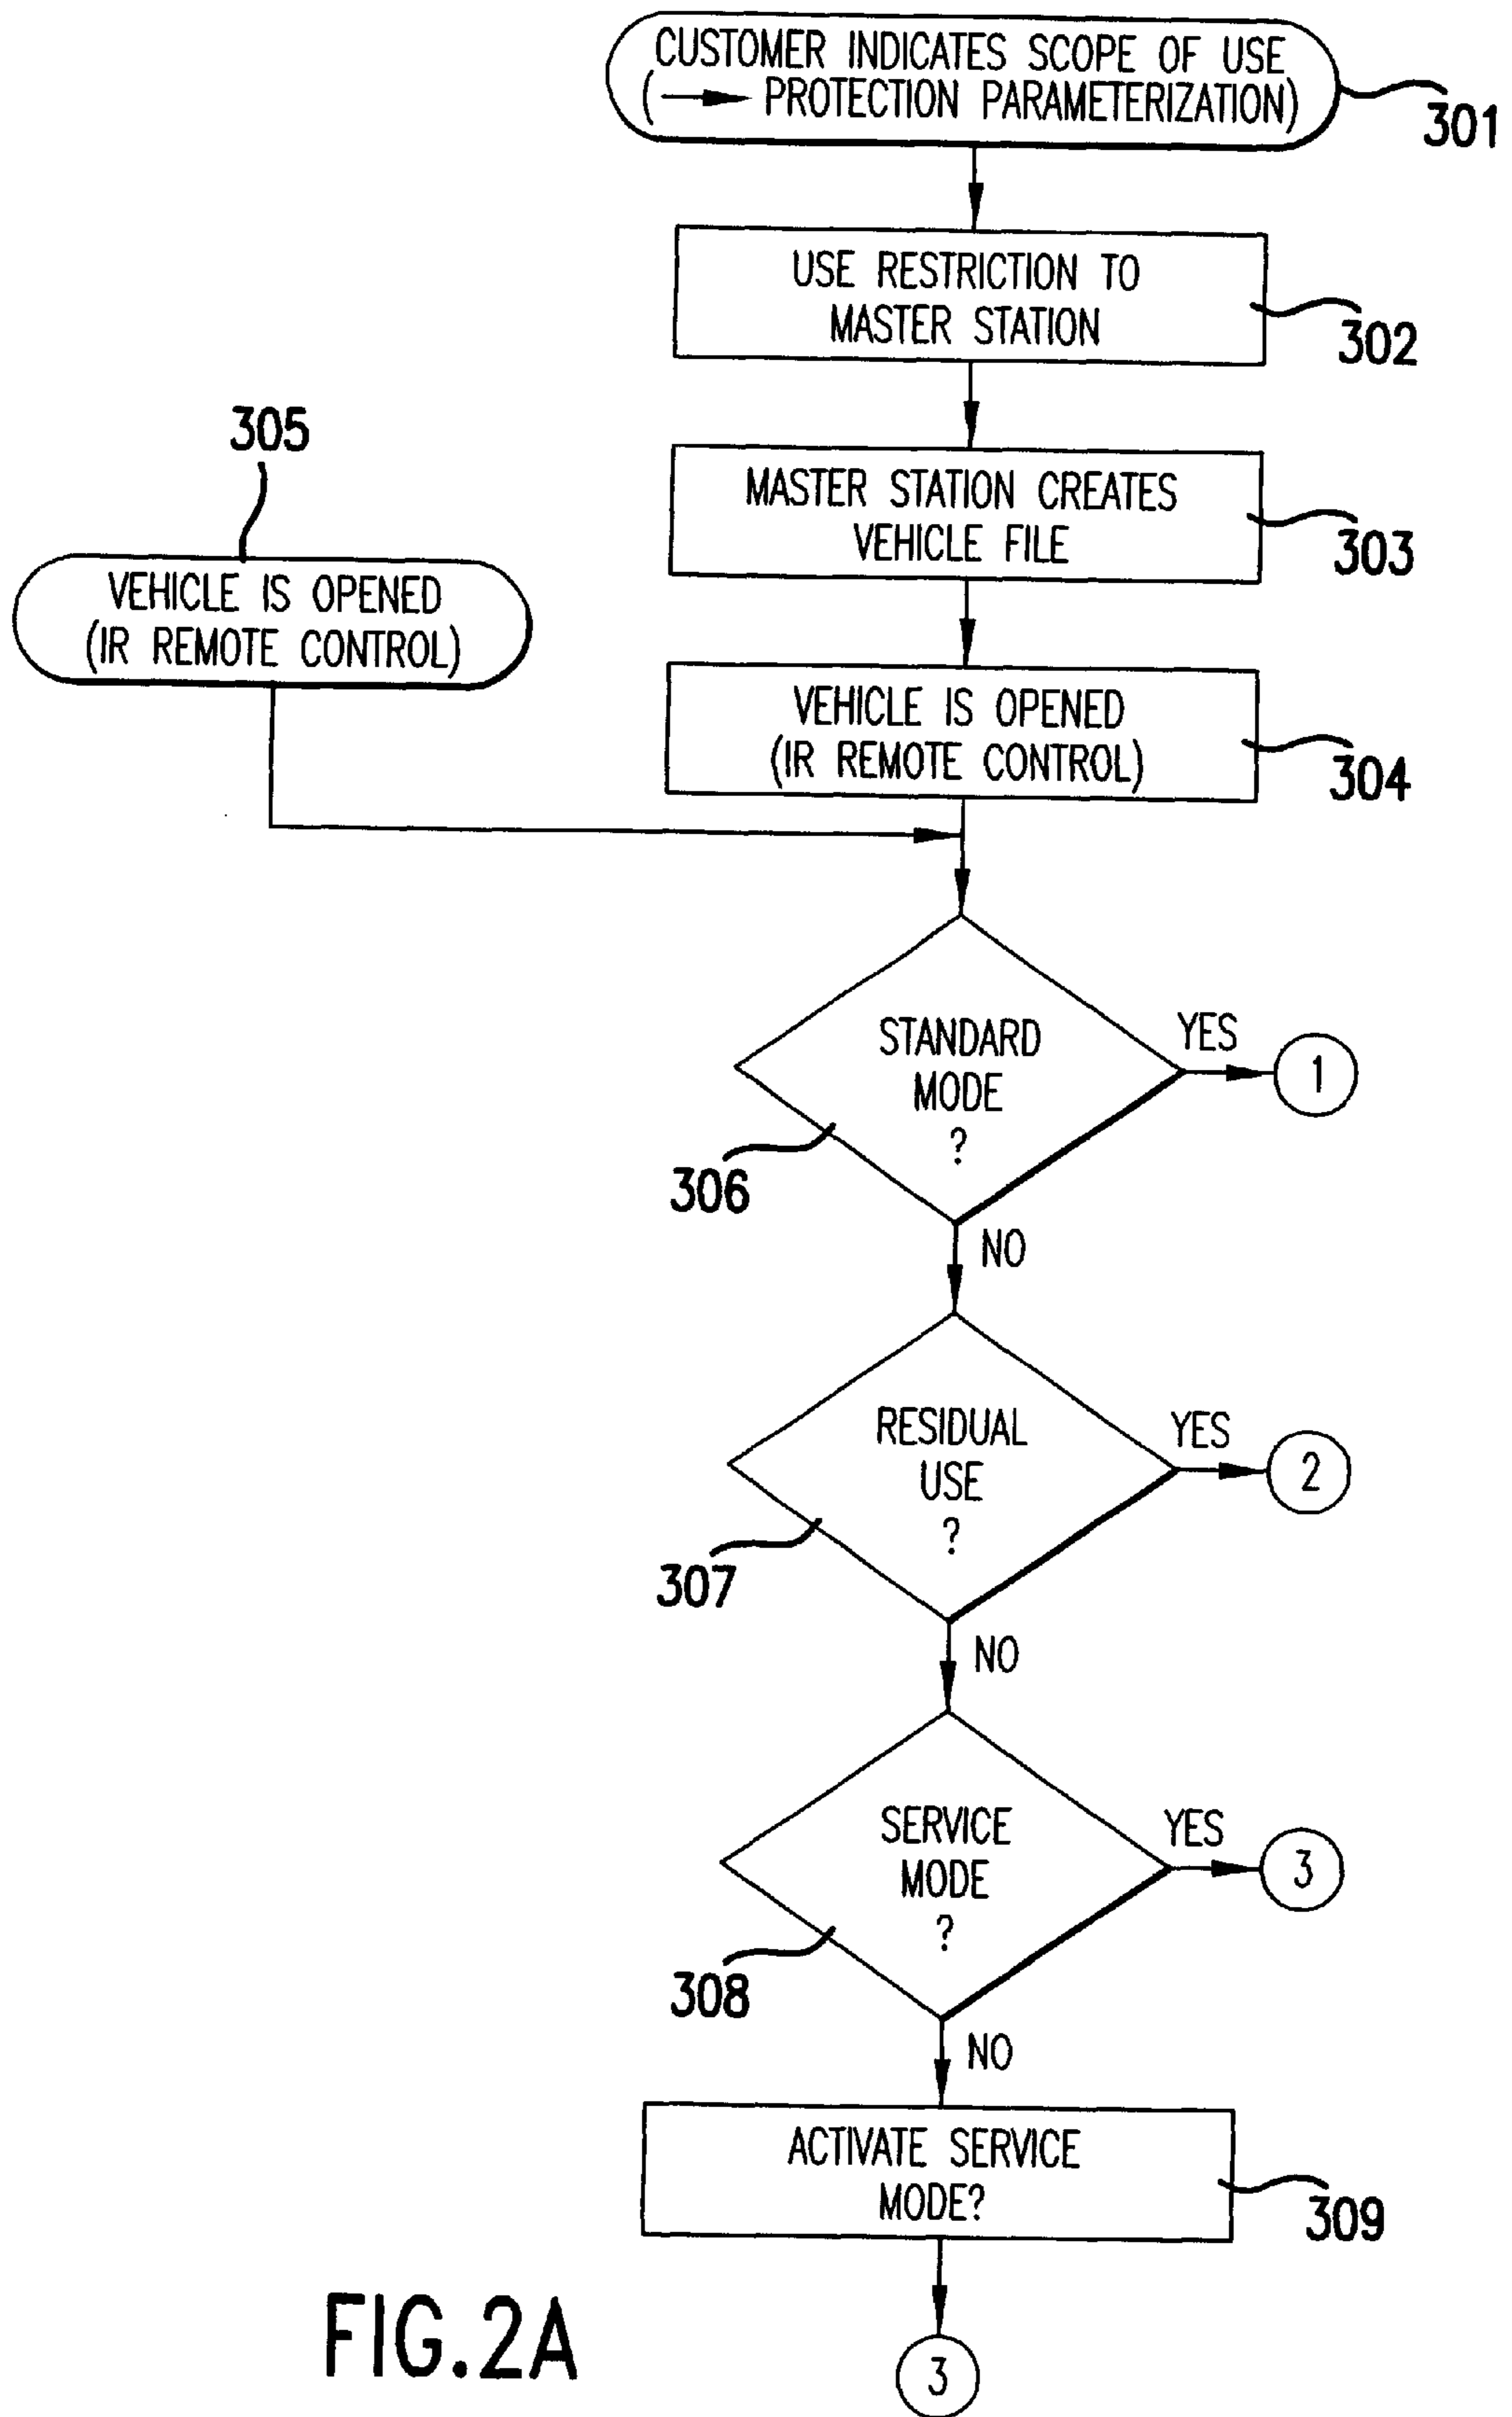 CUSTOMER INDICATES SCOPE OF USE
(→ PROTECTION PARAMETERIZATION)
301
USE RESTRICTION TO
MASTER STATION
302
MASTER STATION CREATES
VEHICLE FILE
303
305
VEHICLE IS OPENED
(IR REMOTE CONTROL)
VEHICLE IS OPENED
(IR REMOTE CONTROL)
304
STANDARD
MODE
?
YES
1
306
NO
RESIDUAL
USE
?
YES
2
307
NO
SERVICE
MODE
?
YES
3
308
NO
ACTIVATE SERVICE
MODE?
309
3
FIG.2A